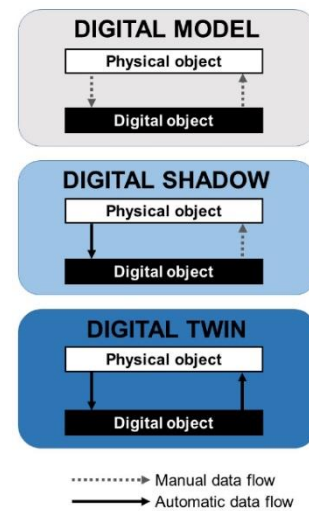 DIGITAL MODEL
Physical object
Digital object
DIGITAL SHADOW
Physical object
Digital object
DIGITAL TWIN
Physical object
Digital object
Manual data flow
Automatic data flow